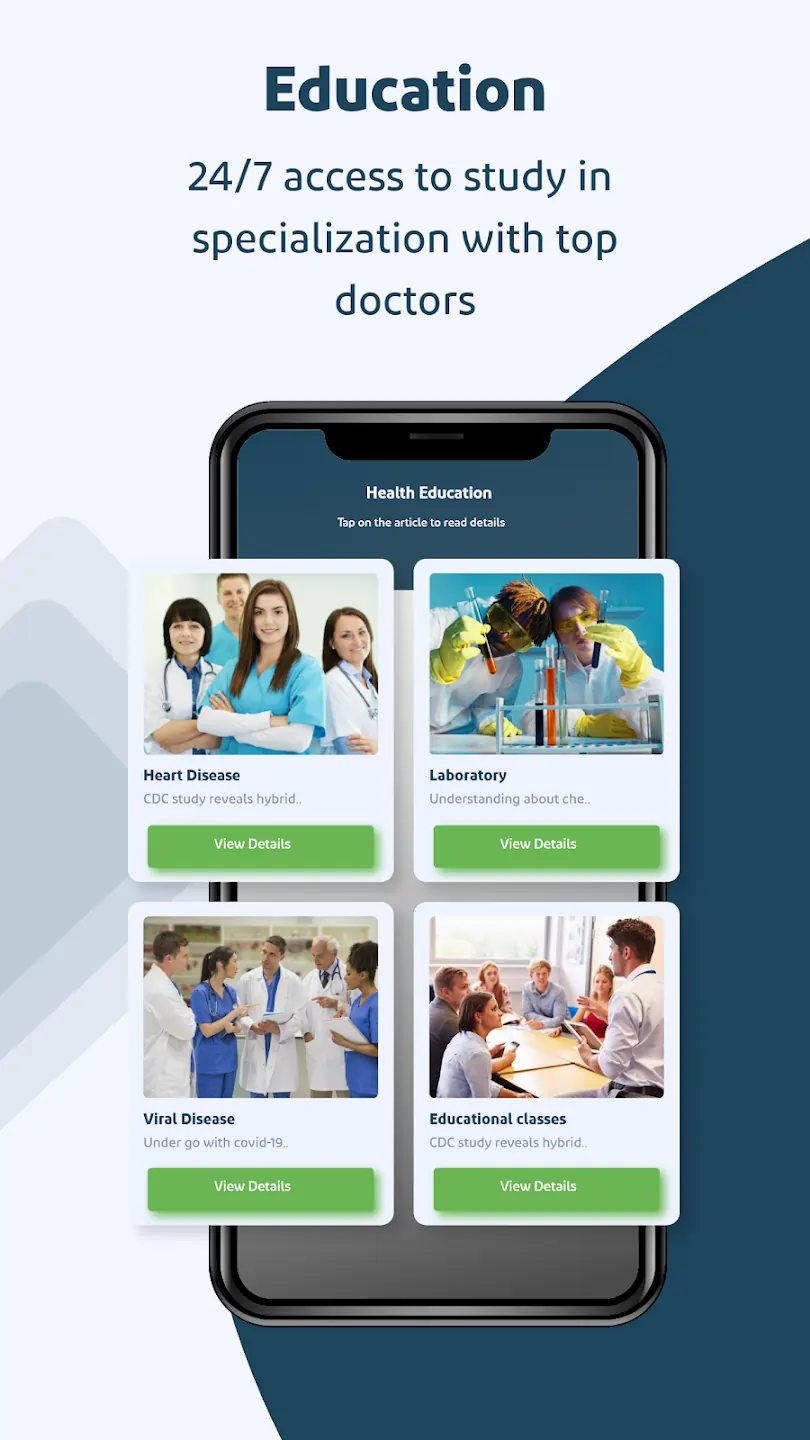 Education
24/7 access to study in
specialization with top
doctors
Health Education
Tap on the article to read details
Heart Disease
CDC study reveals hybrid..
View Details
Laboratory
Understanding about che..
View Details
Viral Disease
Under go with covid-19..
View Details
Educational classes
CDC study reveals hybrid..
View Details